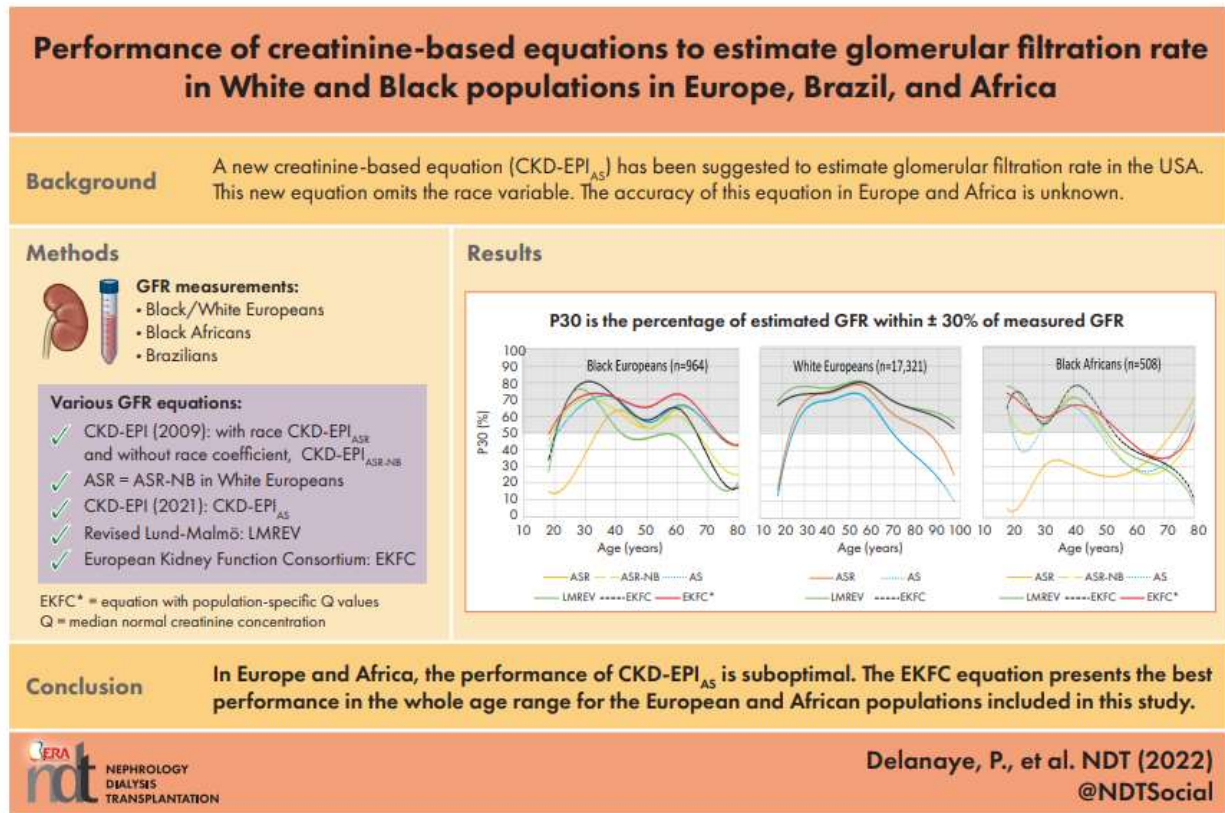 Performance of creatinine-based equations to estimate glomerular filtration rate
in White and Black populations in Europe, Brazil, and Africa
Background
A new creatinine-based equation (CKD-EPI_AS) has been suggested to estimate glomerular filtration rate in the USA.
This new equation omits the race variable. The accuracy of this equation in Europe and Africa is unknown.
Methods
GFR measurements:
• Black/White Europeans
• Black Africans
• Brazilians
Various GFR equations:
✓ CKD-EPI (2009): with race CKD-EPI_ASR
and without race coefficient, CKD-EPI_ASR-NB
✓ ASR = ASR-NB in White Europeans
✓ CKD-EPI (2021): CKD-EPI_AS
✓ Revised Lund-Malmö: LMREV
✓ European Kidney Function Consortium: EKFC
EKFC* = equation with population-specific Q values
Q = median normal creatinine concentration
Results
P30 is the percentage of estimated GFR within ± 30% of measured GFR
P30 (%)
100
90
80
70
60
50
40
30
20
10
0
Black Europeans (n=964)
10 20 30 40 50 60 70 80
Age (years)
ASR ASR-NB AS
LMREV EKFC EKFC*
White Europeans (n=17,321)
10 20 30 40 50 60 70 80 90 100
Age (years)
ASR AS
LMREV EKFC
Black Africans (n=508)
10 20 30 40 50 60 70 80
Age (years)
ASR ASR-NB AS
LMREV EKFC EKFC*
Conclusion
In Europe and Africa, the performance of CKD-EPI_AS is suboptimal. The EKFC equation presents the best
performance in the whole age range for the European and African populations included in this study.
ERA
ndt
NEPHROLOGY
DIALYSIS
TRANSPLANTATION
Delanaye, P., et al. NDT (2022)
@NDTSocial